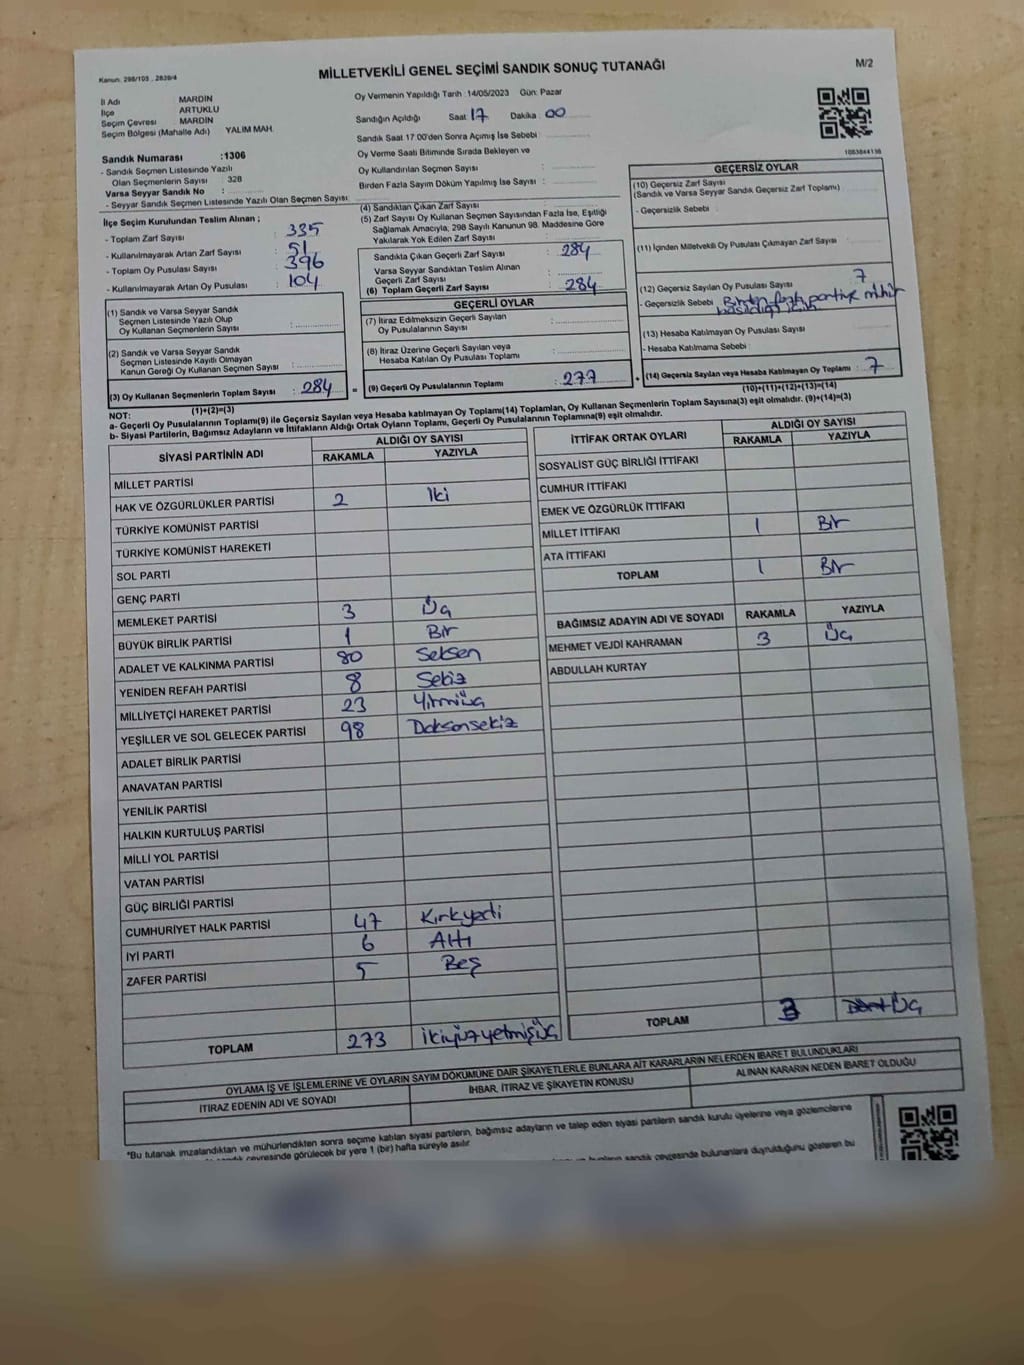 Kanun: 298/105 , 2839/4
MİLLETVEKİLİ GENEL SEÇİMİ SANDIK SONUÇ TUTANAĞI
M/2
İl Adı MARDİN
İlçe ARTUKLU
Seçim Çevresi MARDİN
Seçim Bölgesi (Mahalle Adı) YALIM MAH.
Sandık Numarası :1306
- Sandık Seçmen Listesinde Yazılı
Olan Seçmenlerin Sayısı : 328
Varsa Seyyar Sandık No :
- Seyyar Sandık Seçmen Listesinde Yazılı Olan Seçmen Sayısı
Oy Vermenin Yapıldığı Tarih :14/05/2023 Gün: Pazar
Sandığın Açıldığı Saat 17 Dakika : 00
Sandık Saat 17:00'den Sonra Açımış İse Sebebi :
Oy Verme Saati Bitiminde Sırada Bekleyen ve
Oy Kullandırılan Seçmen Sayısı :
Birden Fazla Sayım Döküm Yapılmış İse Sayısı :
İlçe Seçim Kurulundan Teslim Alınan ;
- Toplam Zarf Sayısı : 335
- Kullanılmayarak Artan Zarf Sayısı : 51
- Toplam Oy Pusulası Sayısı : 396
- Kullanılmayarak Artan Oy Pusulası : 104
(1) Sandık ve Varsa Seyyar Sandık
Seçmen Listesinde Yazılı Olup
Oy Kullanan Seçmenlerin Sayısı :
(2) Sandık ve Varsa Seyyar Sandık
Seçmen Listesinde Kayıtlı Olmayan
Kanun Gereği Oy Kullanan Seçmen Sayısı :
(3) Oy Kullanan Seçmenlerin Toplam Sayısı : 284
(1)+(2)=(3)
(4) Sandıktan Çıkan Zarf Sayısı :
(5) Zarf Sayısı Oy Kullanan Seçmen Sayısından Fazla İse, Eşitliği
Sağlamak Amacıyla, 298 Sayılı Kanunun 98. Maddesine Göre
Yakılarak Yok Edilen Zarf Sayısı :
Sandıkta Çıkan Geçerli Zarf Sayısı : 284
Varsa Seyyar Sandıktan Teslim Alınan
Geçerli Zarf Sayısı :
(6) Toplam Geçerli Zarf Sayısı : 284
GEÇERLİ OYLAR
(7) İtiraz Edilmeksizin Geçerli Sayılan
Oy Pusulalarının Sayısı :
(8) İtiraz Üzerine Geçerli Sayılan veya
Hesaba Katılan Oy Pusulası Toplamı :
= (9) Geçerli Oy Pusulalarının Toplamı : 277 +
1063844136
GEÇERSİZ OYLAR
(10) Geçersiz Zarf Sayısı
(Sandık ve Varsa Seyyar Sandık Geçersiz Zarf Toplamı) :
- Geçersizlik Sebebi :
(11) İçinden Milletvekili Oy Pusulası Çıkmayan Zarf Sayısı :
(12) Geçersiz Sayılan Oy Pusulası Sayısı : 7
- Geçersizlik Sebebi : Birden fazla partiye mühür
basıldığı için
(13) Hesaba Katılmayan Oy Pusulası Sayısı :
- Hesaba Katılmama Sebebi :
(14) Geçersiz Sayılan veya Hesaba Katılmayan Oy Toplamı : 7
(10)+(11)+(12)+(13)=(14)
NOT:
a- Geçerli Oy Pusulalarının Toplamı(9) ile Geçersiz Sayılan veya Hesaba katılmayan Oy Toplamı(14) Toplamları, Oy Kullanan Seçmenlerin Toplam Sayısına(3) eşit olmalıdır. (9)+(14)=(3)
b- Siyasi Partilerin, Bağımsız Adayların ve İttifakların Aldığı Ortak Oyların Toplamı, Geçerli Oy Pusulalarının Toplamına(9) eşit olmalıdır.
SİYASİ PARTİNİN ADI ALDIĞI OY SAYISI
RAKAMLA YAZIYLA
MİLLET PARTİSİ
HAK VE ÖZGÜRLÜKLER PARTİSİ 2 İki
TÜRKİYE KOMÜNİST PARTİSİ
TÜRKİYE KOMÜNİST HAREKETİ
SOL PARTİ
GENÇ PARTİ
MEMLEKET PARTİSİ 3 Üç
BÜYÜK BİRLİK PARTİSİ 1 Bir
ADALET VE KALKINMA PARTİSİ 80 Seksen
YENİDEN REFAH PARTİSİ 8 Sekiz
MİLLİYETÇİ HAREKET PARTİSİ 23 Yirmiüç
YEŞİLLER VE SOL GELECEK PARTİSİ 98 Doksansekiz
ADALET BİRLİK PARTİSİ
ANAVATAN PARTİSİ
YENİLİK PARTİSİ
HALKIN KURTULUŞ PARTİSİ
MİLLİ YOL PARTİSİ
VATAN PARTİSİ
GÜÇ BİRLİĞİ PARTİSİ
CUMHURİYET HALK PARTİSİ 47 Kırkyedi
İYİ PARTİ 6 Altı
ZAFER PARTİSİ 5 Beş
TOPLAM 273 İkiyüzyetmişüç
İTTİFAK ORTAK OYLARI ALDIĞI OY SAYISI
RAKAMLA YAZIYLA
SOSYALİST GÜÇ BİRLİĞİ İTTİFAKI
CUMHUR İTTİFAKI
EMEK VE ÖZGÜRLÜK İTTİFAKI
MİLLET İTTİFAKI 1 Bir
ATA İTTİFAKI
TOPLAM 1 Bir
BAĞIMSIZ ADAYIN ADI VE SOYADI RAKAMLA YAZIYLA
MEHMET VEJDİ KAHRAMAN 3 Üç
ABDULLAH KURTAY
TOPLAM 3 Üç
OYLAMA İŞ VE İŞLEMLERİNE VE OYLARIN SAYIM DÖKÜMÜNE DAİR ŞİKAYETLERLE BUNLARA AİT KARARLARIN NELERDEN İBARET BULUNDUKLARI
İTİRAZ EDENİN ADI VE SOYADI İHBAR, İTİRAZ VE ŞİKAYETİN KONUSU ALINAN KARARIN NEDEN İBARET OLDUĞU
*Bu tutanak imzalandıktan ve mühürlendikten sonra seçime katılan siyasi partilerin, bağımsız adayların ve talep eden siyasi partilerin sandık kurulu üyelerine veya gözlemcilerine
sandık çevresinde görülecek bir yere 1 (bir) hafta süreyle asılır.
sandık çevresinde bulunanlara duyrulduğunu gösteren bu